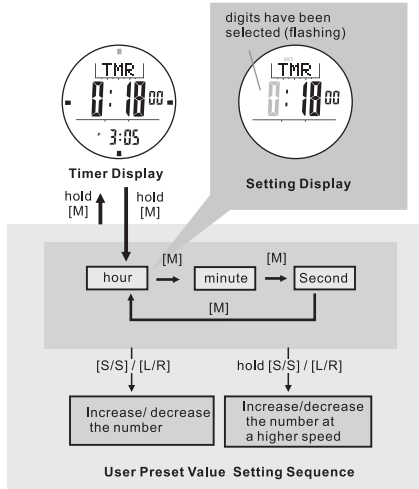 digits have been
selected (flashing)
TMR
0: 18 00
P 3:05
SET
TMR
0: 18 00
Timer Display
Setting Display
hold
[M]
hold
[M]
hour
[M]
minute
[M]
Second
[M]
[S/S] / [L/R]
hold [S/S] / [L/R]
Increase/ decrease
the number
Increase/decrease
the number at
a higher speed
User Preset Value Setting Sequence